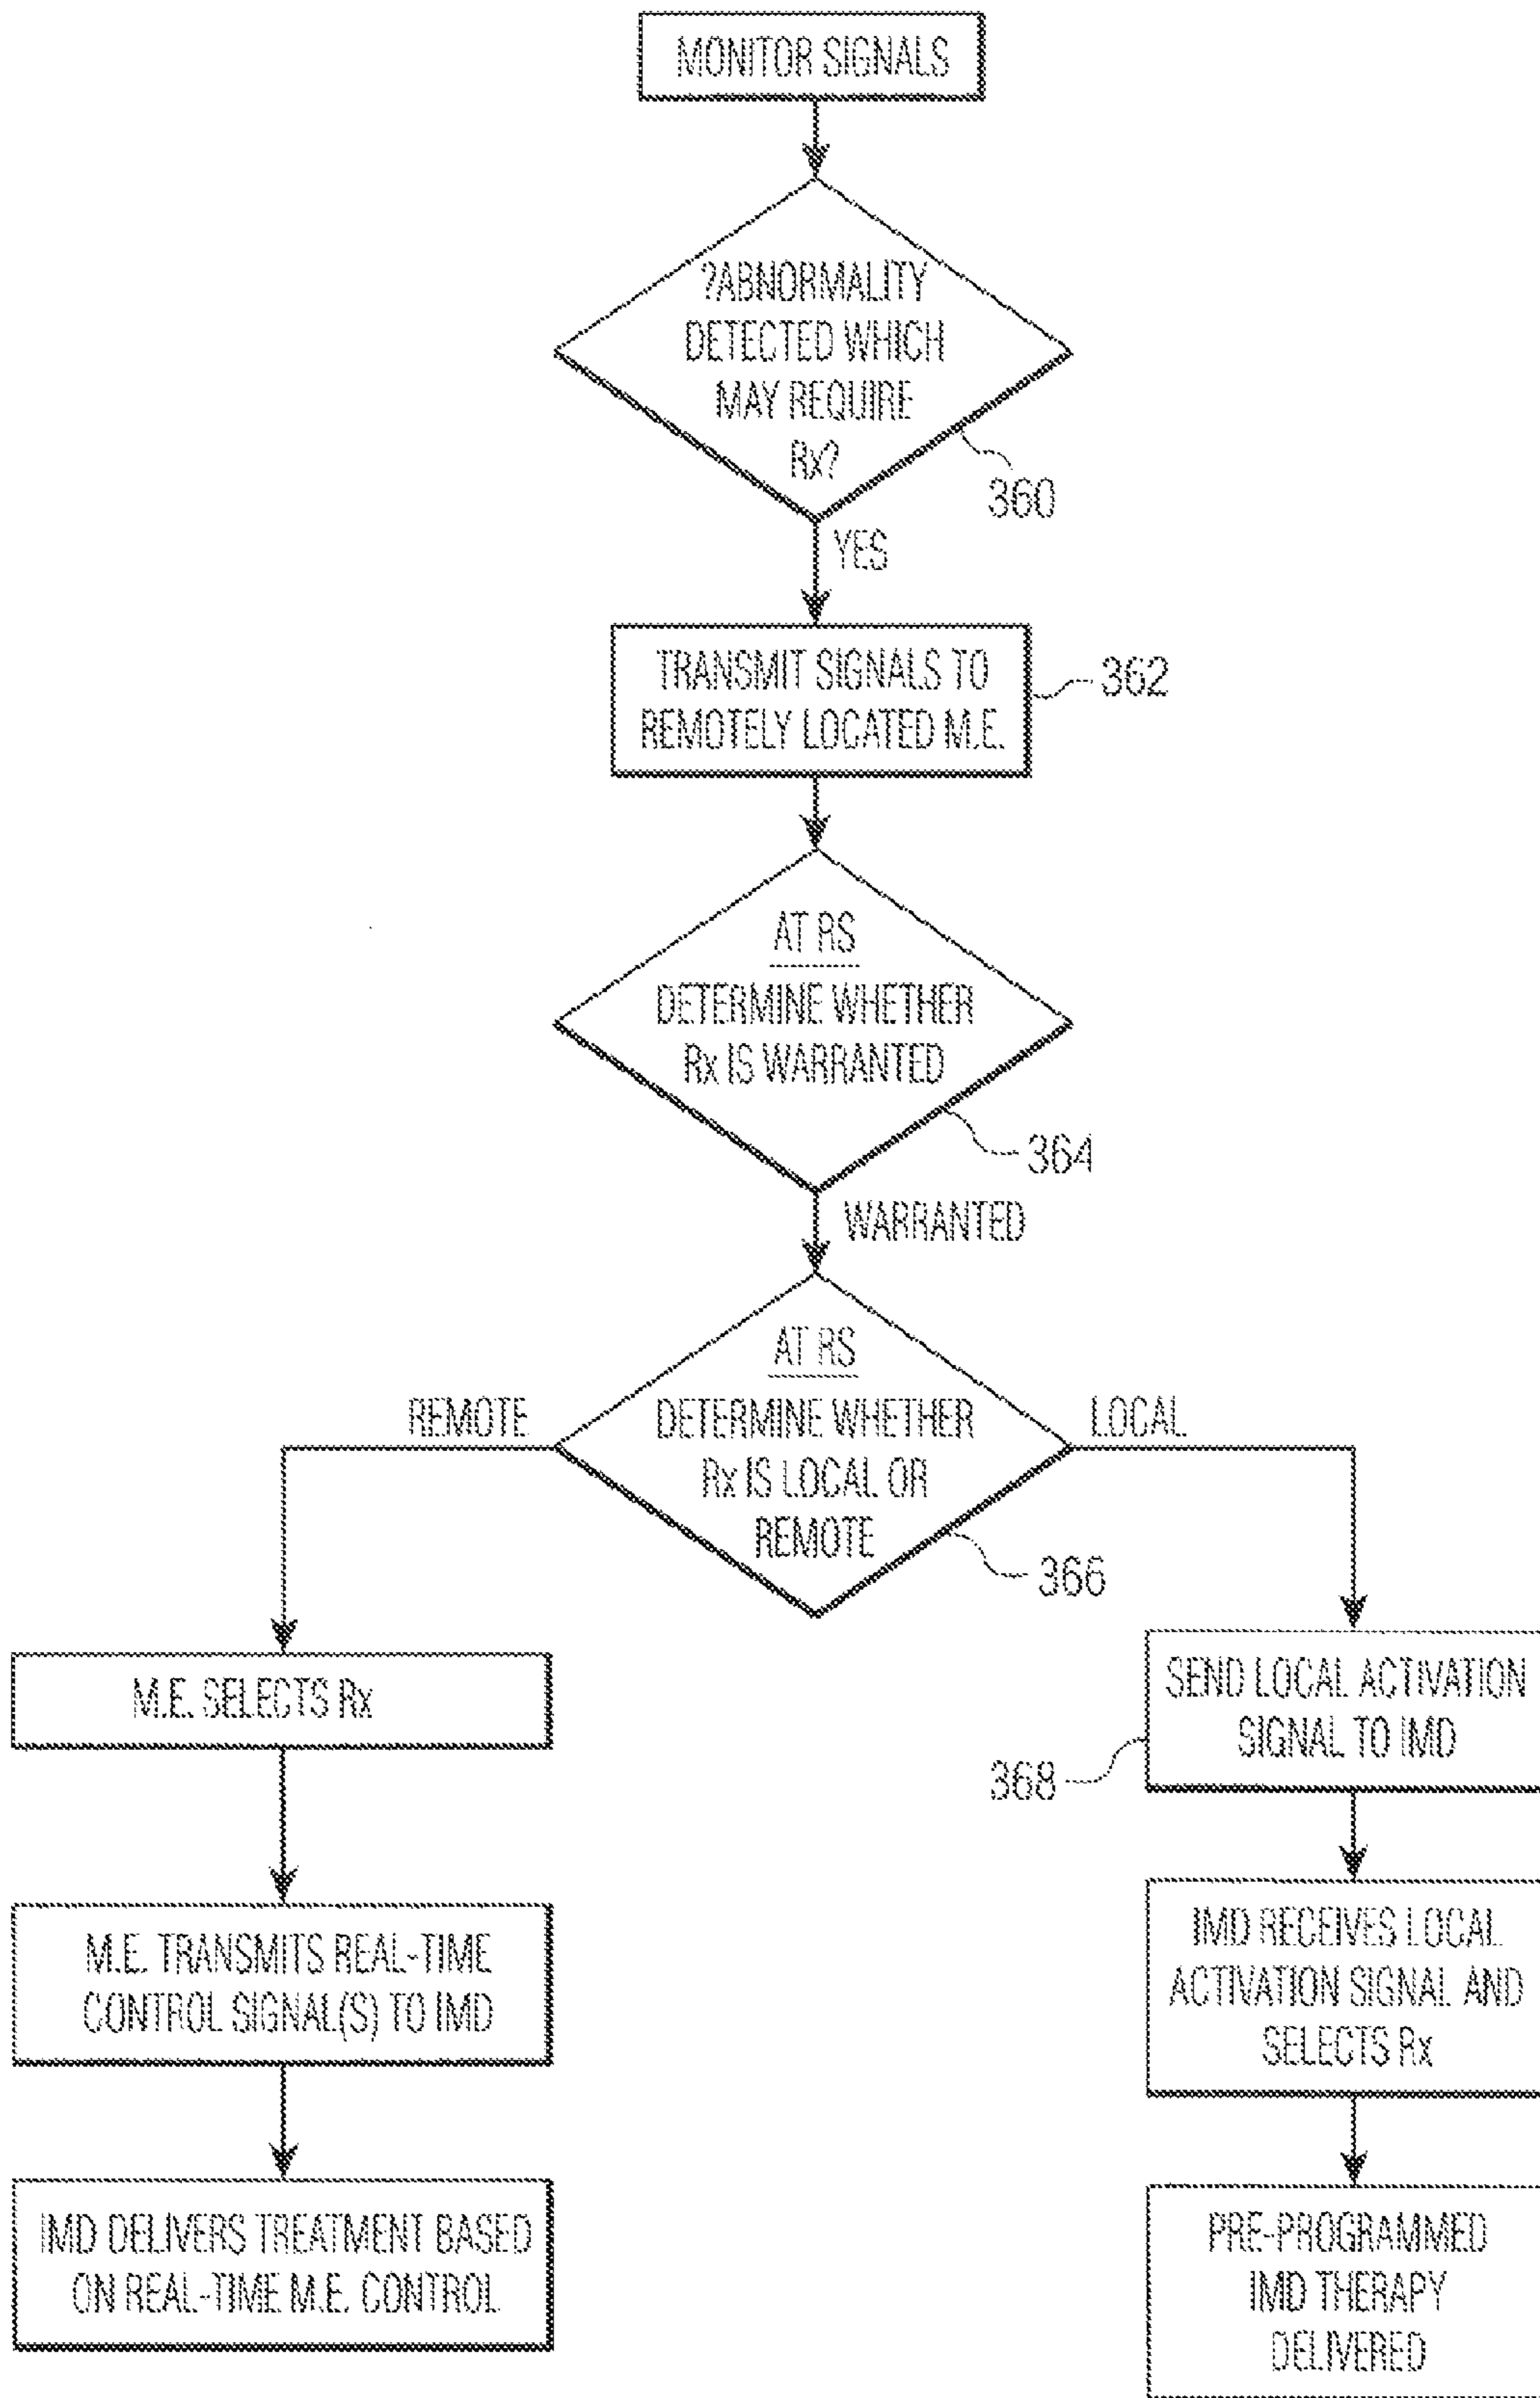 MONITOR SIGNALS
?ABNORMALITY
DETECTED WHICH
MAY REQUIRE
Rx?
360
YES
TRANSMIT SIGNALS TO
REMOTELY LOCATED M.E.
362
AT RS
DETERMINE WHETHER
Rx IS WARRANTED
364
WARRANTED
AT RS
DETERMINE WHETHER
Rx IS LOCAL OR
REMOTE
366
REMOTE
LOCAL
M.E. SELECTS Rx
M.E. TRANSMITS REAL-TIME
CONTROL SIGNAL(S) TO IMD
IMD DELIVERS TREATMENT BASED
ON REAL-TIME M.E. CONTROL
SEND LOCAL ACTIVATION
SIGNAL TO IMD
368
IMD RECEIVES LOCAL
ACTIVATION SIGNAL AND
SELECTS Rx
PRE-PROGRAMMED
IMD THERAPY
DELIVERED